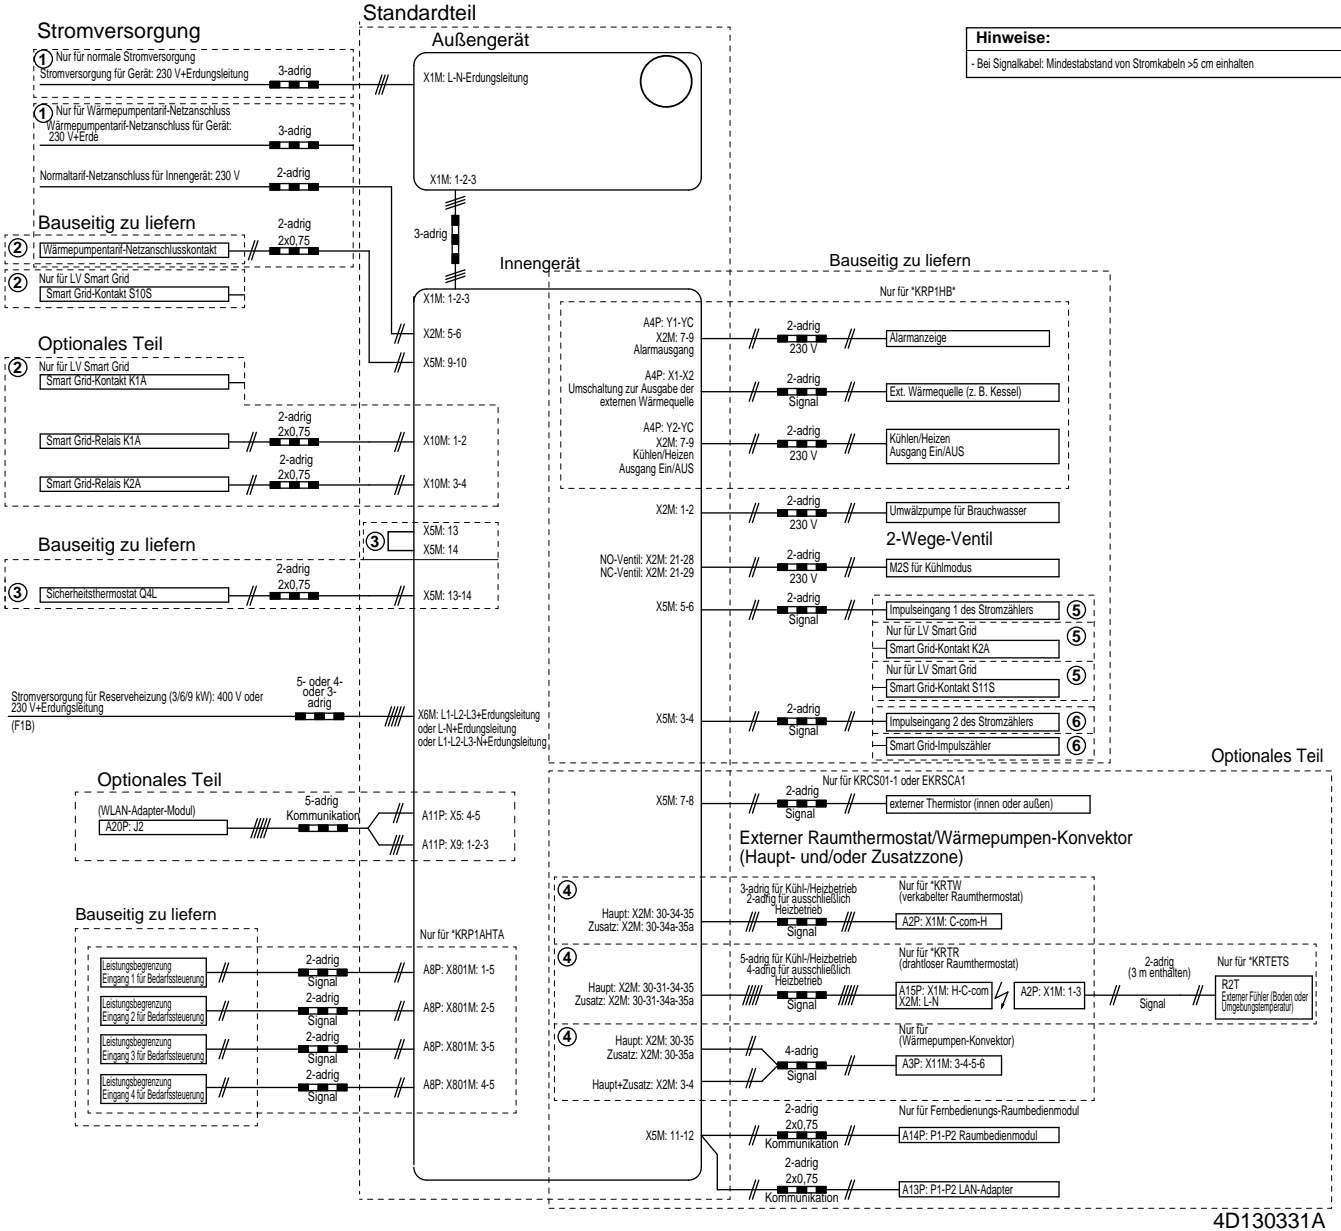 Standardteil
Stromversorgung
Außengerät
Hinweise:
- Bei Signalkabel: Mindestabstand von Stromkabeln >5 cm einhalten
1 Nur für normale Stromversorgung
Stromversorgung für Gerät: 230 V+Erdungsleitung
3-adrig
X1M: L-N-Erdungsleitung
1 Nur für Wärmepumpentarif-Netzanschluss
Wärmepumpentarif-Netzanschluss für Gerät:
230 V+Erde
3-adrig
Normaltarif-Netzanschluss für Innengerät: 230 V
2-adrig
X1M: 1-2-3
3-adrig
Bauseitig zu liefern
2
Wärmepumpentarif-Netzanschlusskontakt
2-adrig
2x0,75
2
Nur für LV Smart Grid
Smart Grid-Kontakt S10S
Innengerät
X1M: 1-2-3
X2M: 5-6
X5M: 9-10
Optionales Teil
2
Nur für LV Smart Grid
Smart Grid-Kontakt K1A
Smart Grid-Relais K1A
2-adrig
2x0,75
X10M: 1-2
Smart Grid-Relais K2A
2-adrig
2x0,75
X10M: 3-4
3
X5M: 13
X5M: 14
Bauseitig zu liefern
3
Sicherheitsthermostat Q4L
2-adrig
2x0,75
X5M: 13-14
Stromversorgung für Reserveheizung (3/6/9 kW): 400 V oder
230 V+Erdungsleitung
(F1B)
5- oder 4-
oder 3-
adrig
X6M: L1-L2-L3+Erdungsleitung
oder L-N+Erdungsleitung
oder L1-L2-L3-N+Erdungsleitung
Optionales Teil
(WLAN-Adapter-Modul)
A20P: J2
5-adrig
Kommunikation
A11P: X5: 4-5
A11P: X9: 1-2-3
Bauseitig zu liefern
Nur für *KRP1AHTA
Leistungsbegrenzung
Eingang 1 für Bedarfssteuerung
2-adrig
Signal
A8P: X801M: 1-5
Leistungsbegrenzung
Eingang 2 für Bedarfssteuerung
2-adrig
Signal
A8P: X801M: 2-5
Leistungsbegrenzung
Eingang 3 für Bedarfssteuerung
2-adrig
Signal
A8P: X801M: 3-5
Leistungsbegrenzung
Eingang 4 für Bedarfssteuerung
2-adrig
Signal
A8P: X801M: 4-5
Bauseitig zu liefern
Nur für *KRP1HB*
A4P: Y1-YC
X2M: 7-9
Alarmausgang
2-adrig
230 V
Alarmanzeige
A4P: X1-X2
Umschaltung zur Ausgabe der
externen Wärmequelle
2-adrig
Signal
Ext. Wärmequelle (z. B. Kessel)
A4P: Y2-YC
X2M: 7-9
Kühlen/Heizen
Ausgang Ein/AUS
2-adrig
230 V
Kühlen/Heizen
Ausgang Ein/AUS
X2M: 1-2
2-adrig
230 V
Umwälzpumpe für Brauchwasser
2-Wege-Ventil
NO-Ventil: X2M: 21-28
NC-Ventil: X2M: 21-29
2-adrig
230 V
M2S für Kühlmodus
X5M: 5-6
2-adrig
Signal
Impulseingang 1 des Stromzählers
5
Nur für LV Smart Grid
Smart Grid-Kontakt K2A
5
Nur für LV Smart Grid
Smart Grid-Kontakt S11S
5
X5M: 3-4
2-adrig
Signal
Impulseingang 2 des Stromzählers
6
Smart Grid-Impulszähler
6
Optionales Teil
Nur für KRCS01-1 oder EKRSCA1
X5M: 7-8
2-adrig
Signal
externer Thermistor (innen oder außen)
Externer Raumthermostat/Wärmepumpen-Konvektor
(Haupt- und/oder Zusatzzone)
4
Haupt: X2M: 30-34-35
Zusatz: X2M: 30-34a-35a
3-adrig für Kühl-/Heizbetrieb
2-adrig für ausschließlich
Heizbetrieb
Signal
Nur für *KRTW
(verkabelter Raumthermostat)
A2P: X1M: C-com-H
4
Haupt: X2M: 30-31-34-35
Zusatz: X2M: 30-31-34a-35a
5-adrig für Kühl-/Heizbetrieb
4-adrig für ausschließlich
Heizbetrieb
Signal
Nur für *KRTR
(drahtloser Raumthermostat)
A15P: X1M: H-C-com
X2M: L-N
A2P: X1M: 1-3
2-adrig
(3 m enthalten)
Signal
Nur für *KRTETS
R2T
Externer Fühler (Boden oder
Umgebungstemperatur)
4
Haupt: X2M: 30-35
Zusatz: X2M: 30-35a
Haupt+Zusatz: X2M: 3-4
4-adrig
Signal
Nur für
(Wärmepumpen-Konvektor)
A3P: X11M: 3-4-5-6
X5M: 11-12
2-adrig
2x0,75
Kommunikation
Nur für Fernbedienungs-Raumbedienmodul
A14P: P1-P2 Raumbedienmodul
2-adrig
2x0,75
Kommunikation
A13P: P1-P2 LAN-Adapter
4D130331A